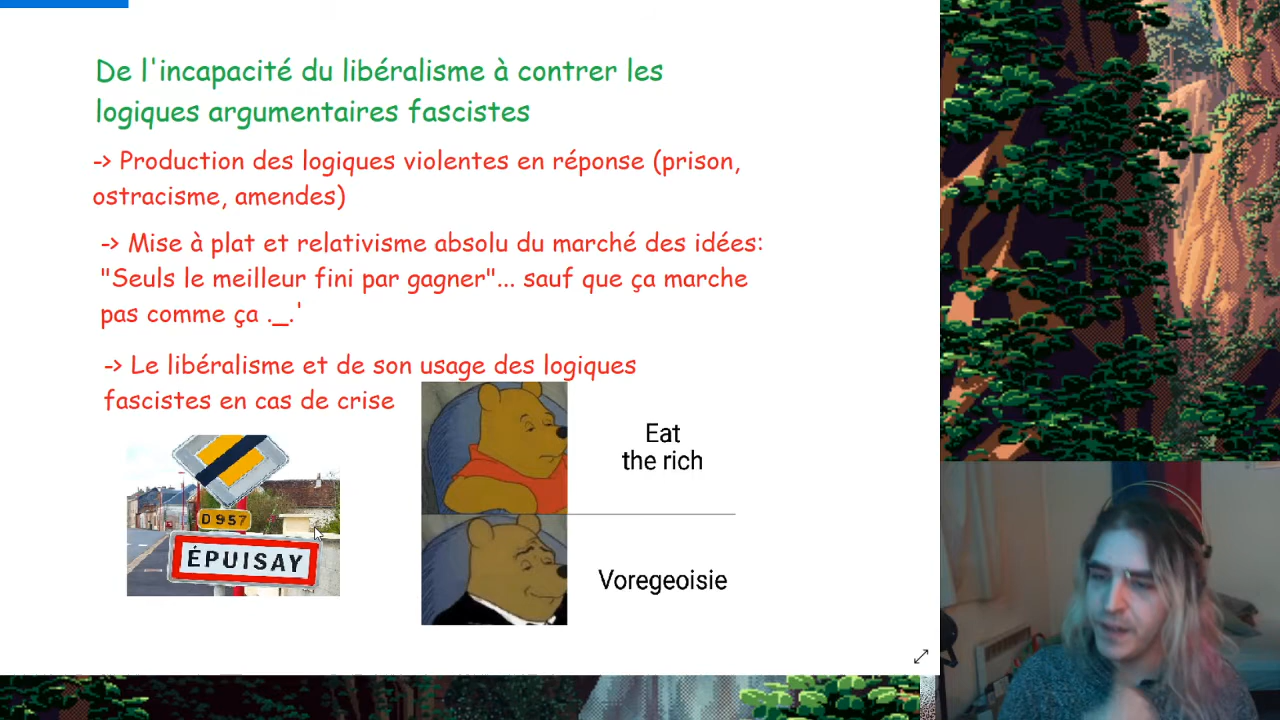 De l'incapacité du libéralisme à contrer les
logiques argumentaires fascistes
-> Production des logiques violentes en réponse (prison,
ostracisme, amendes)
-> Mise à plat et relativisme absolu du marché des idées:
"Seuls le meilleur fini par gagner"... sauf que ça marche
pas comme ça ._.'
-> Le libéralisme et de son usage des logiques
fascistes en cas de crise
D 957
ÉPUISAY
Eat
the rich
Voregeoisie